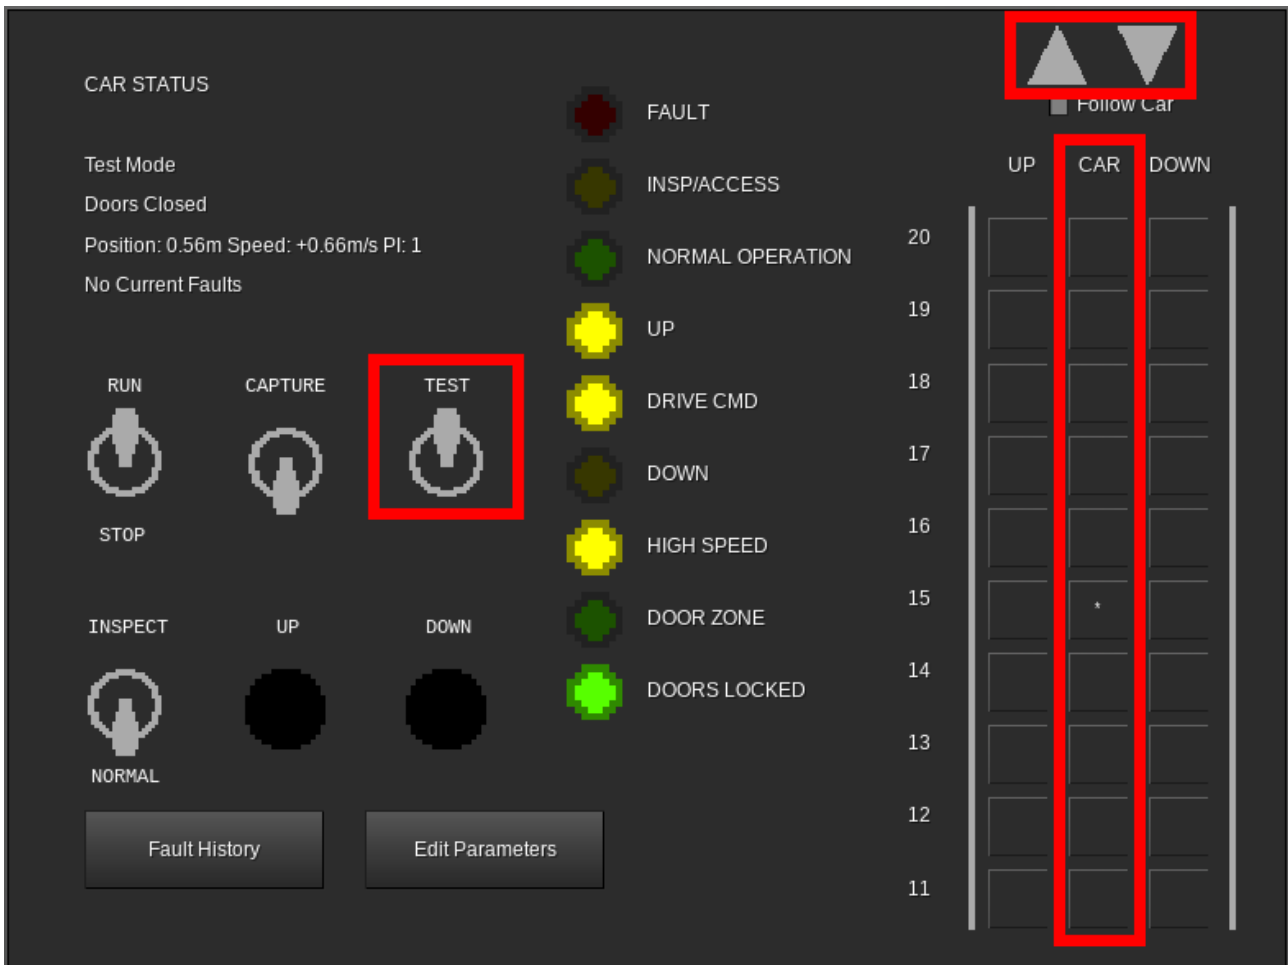 CAR STATUS
Test Mode
Doors Closed
Position: 0.56m Speed: +0.66m/s PI: 1
No Current Faults
RUN
CAPTURE
TEST
STOP
INSPECT
UP
DOWN
NORMAL
Fault History
Edit Parameters
FAULT
INSP/ACCESS
NORMAL OPERATION
UP
DRIVE CMD
DOWN
HIGH SPEED
DOOR ZONE
DOORS LOCKED
Follow Car
UP CAR DOWN
20
19
18
17
16
15 *
14
13
12
11